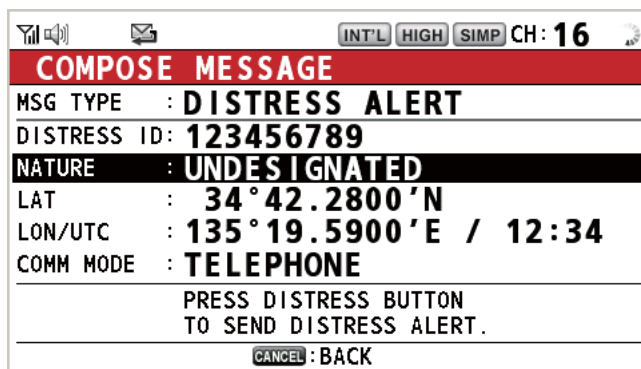 INT'L HIGH SIMP CH: 16
COMPOSE MESSAGE
MSG TYPE : DISTRESS ALERT
DISTRESS ID: 123456789
NATURE : UNDESIGNATED
LAT : 34°42.2800'N
LON/UTC : 135°19.5900'E / 12:34
COMM MODE : TELEPHONE
PRESS DISTRESS BUTTON
TO SEND DISTRESS ALERT.
CANCEL : BACK